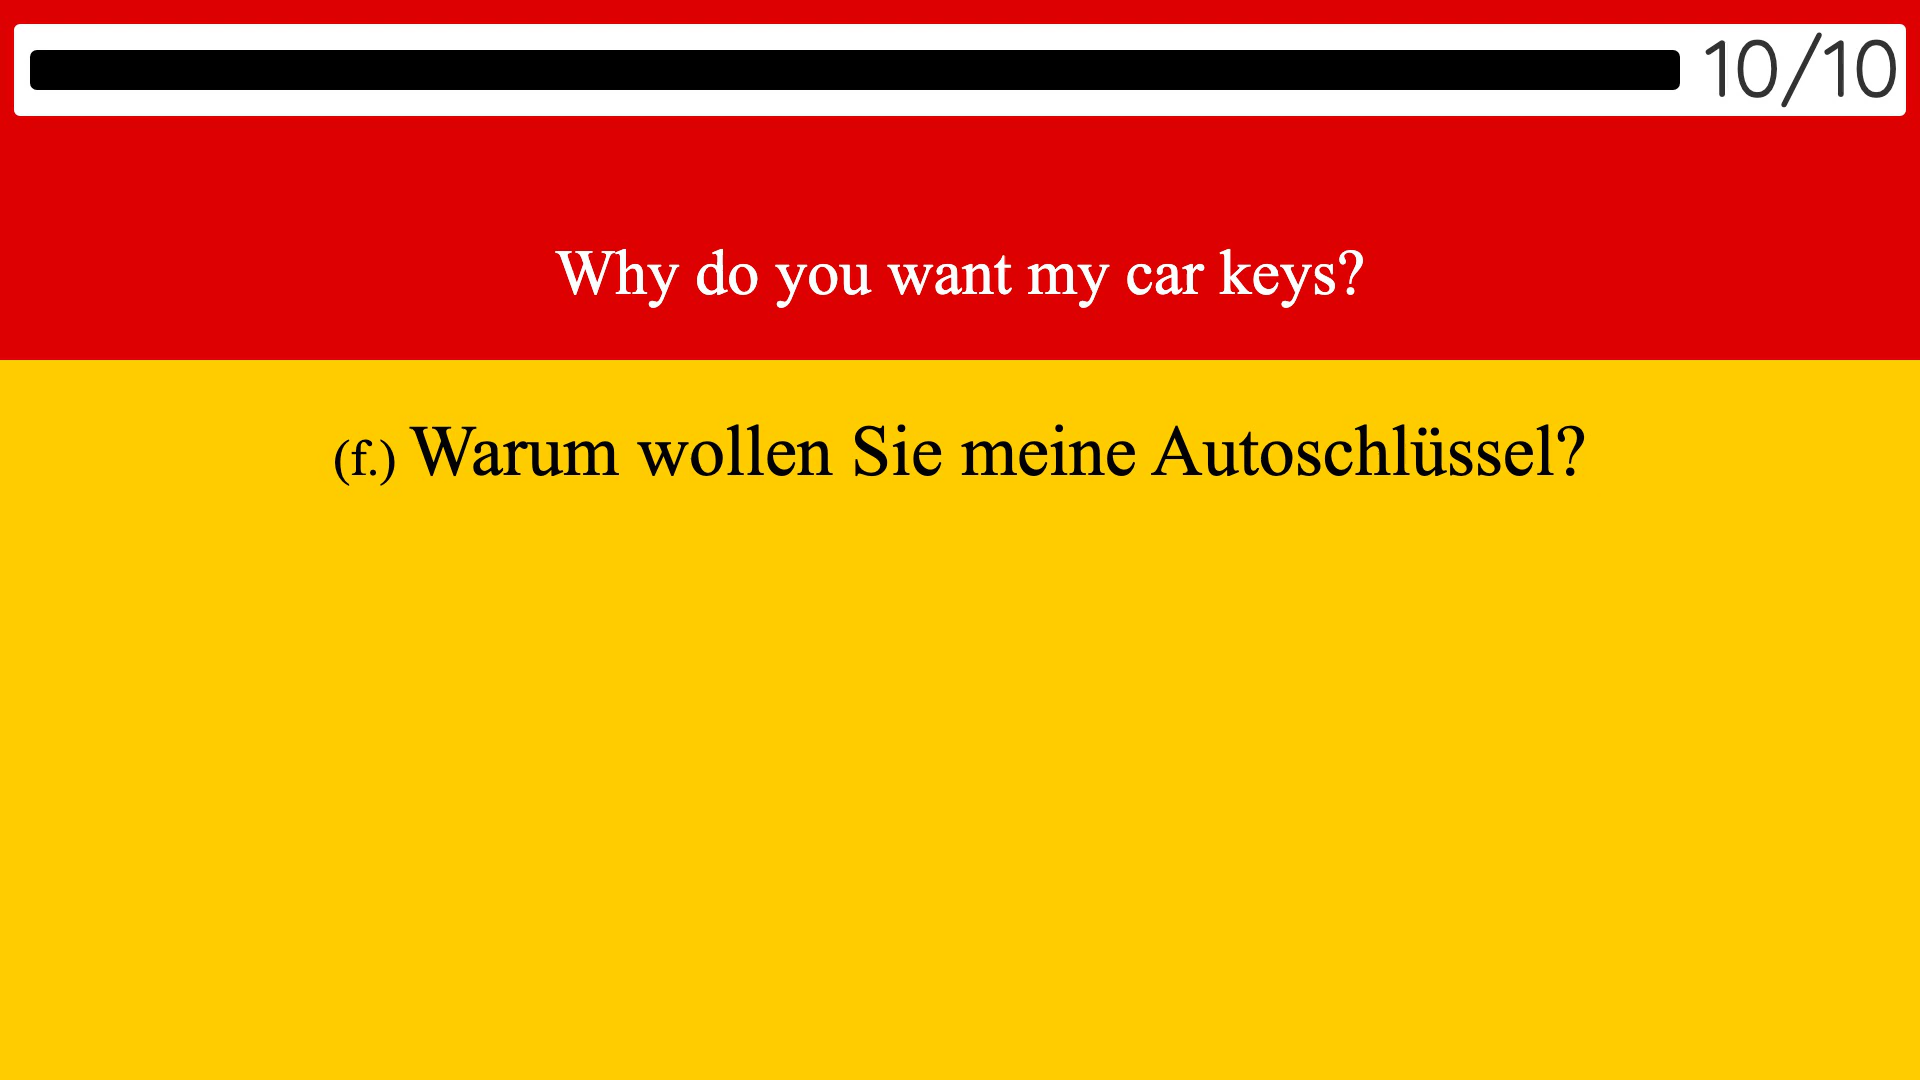 10/10
Why do you want my car keys?
(f.) Warum wollen Sie meine Autoschlüssel?